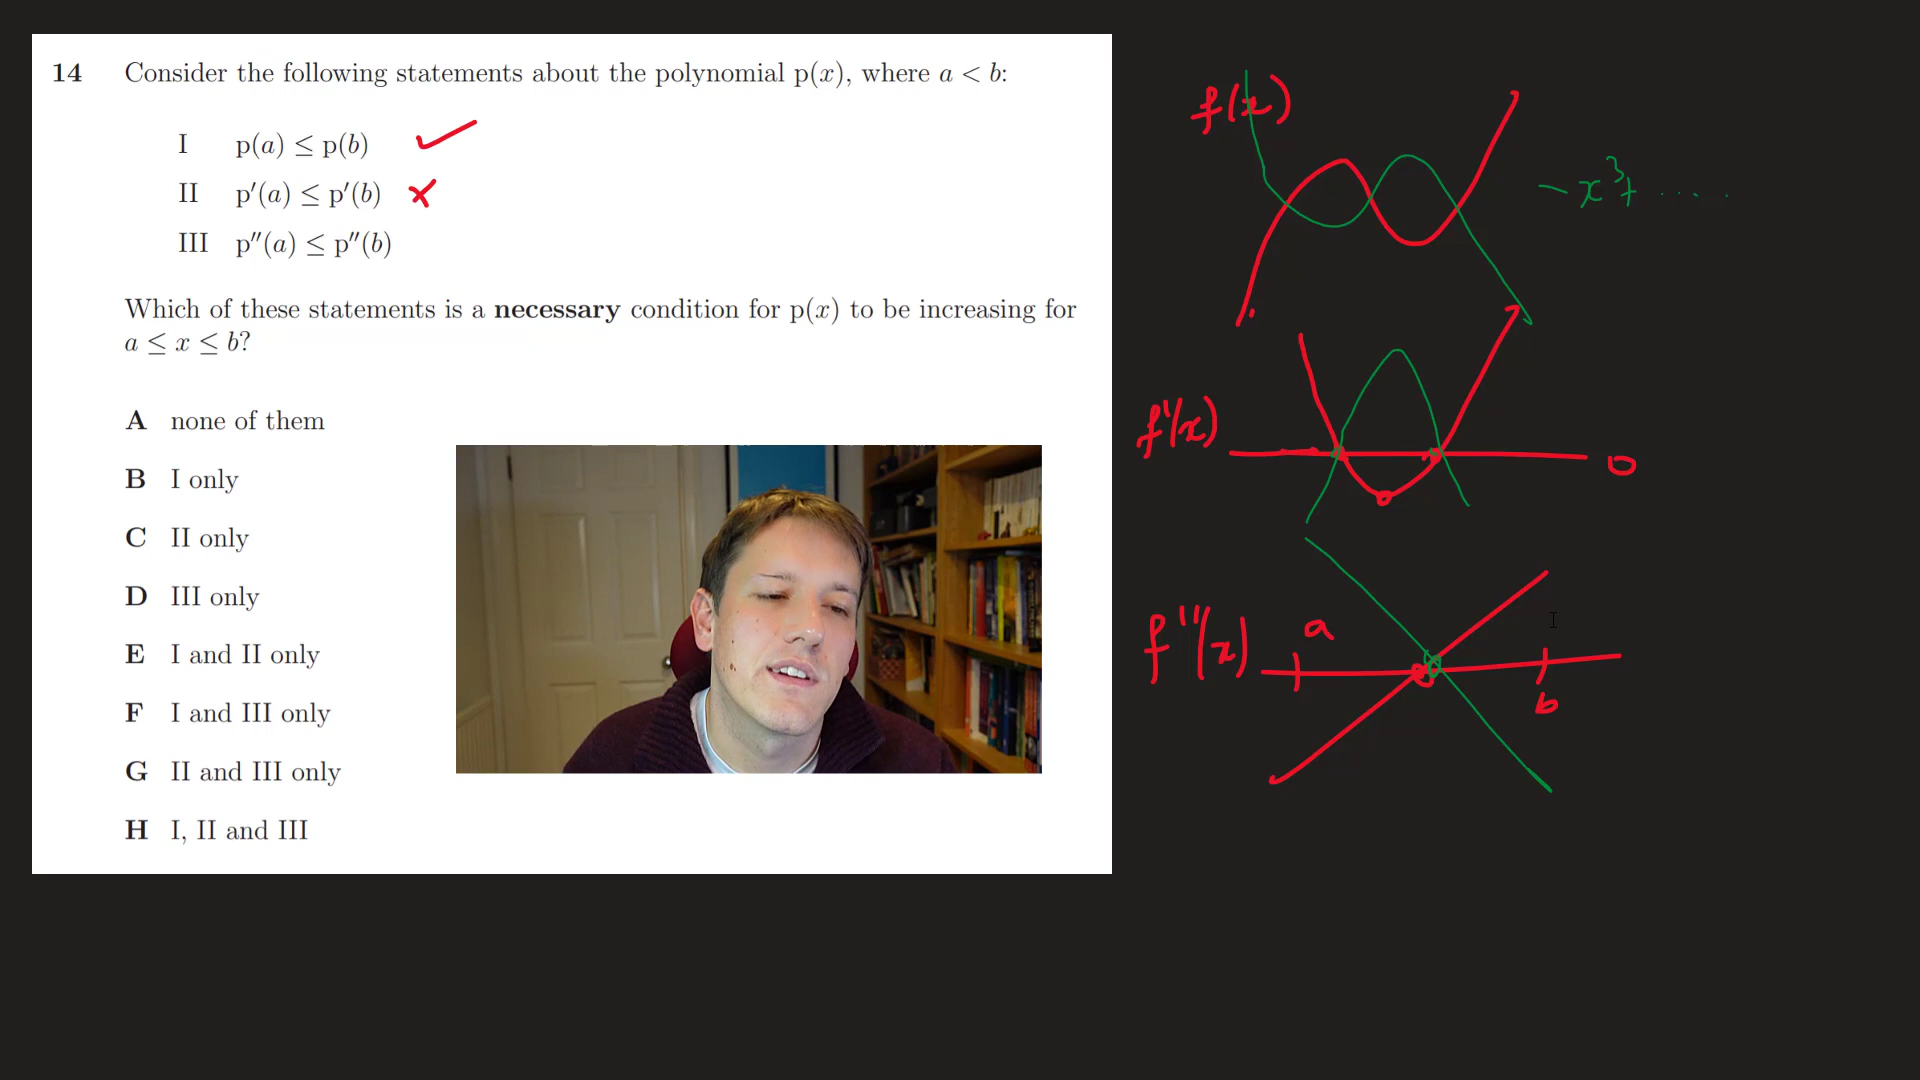 14 Consider the following statements about the polynomial p(x), where a < b:
I p(a) ≤ p(b)
II p′(a) ≤ p′(b)
III p″(a) ≤ p″(b)
Which of these statements is a necessary condition for p(x) to be increasing for
a ≤ x ≤ b?
A none of them
B I only
C II only
D III only
E I and II only
F I and III only
G II and III only
H I, II and III
f(x)
-x³+ .....
f'(x)
0
f''(x)
a
b